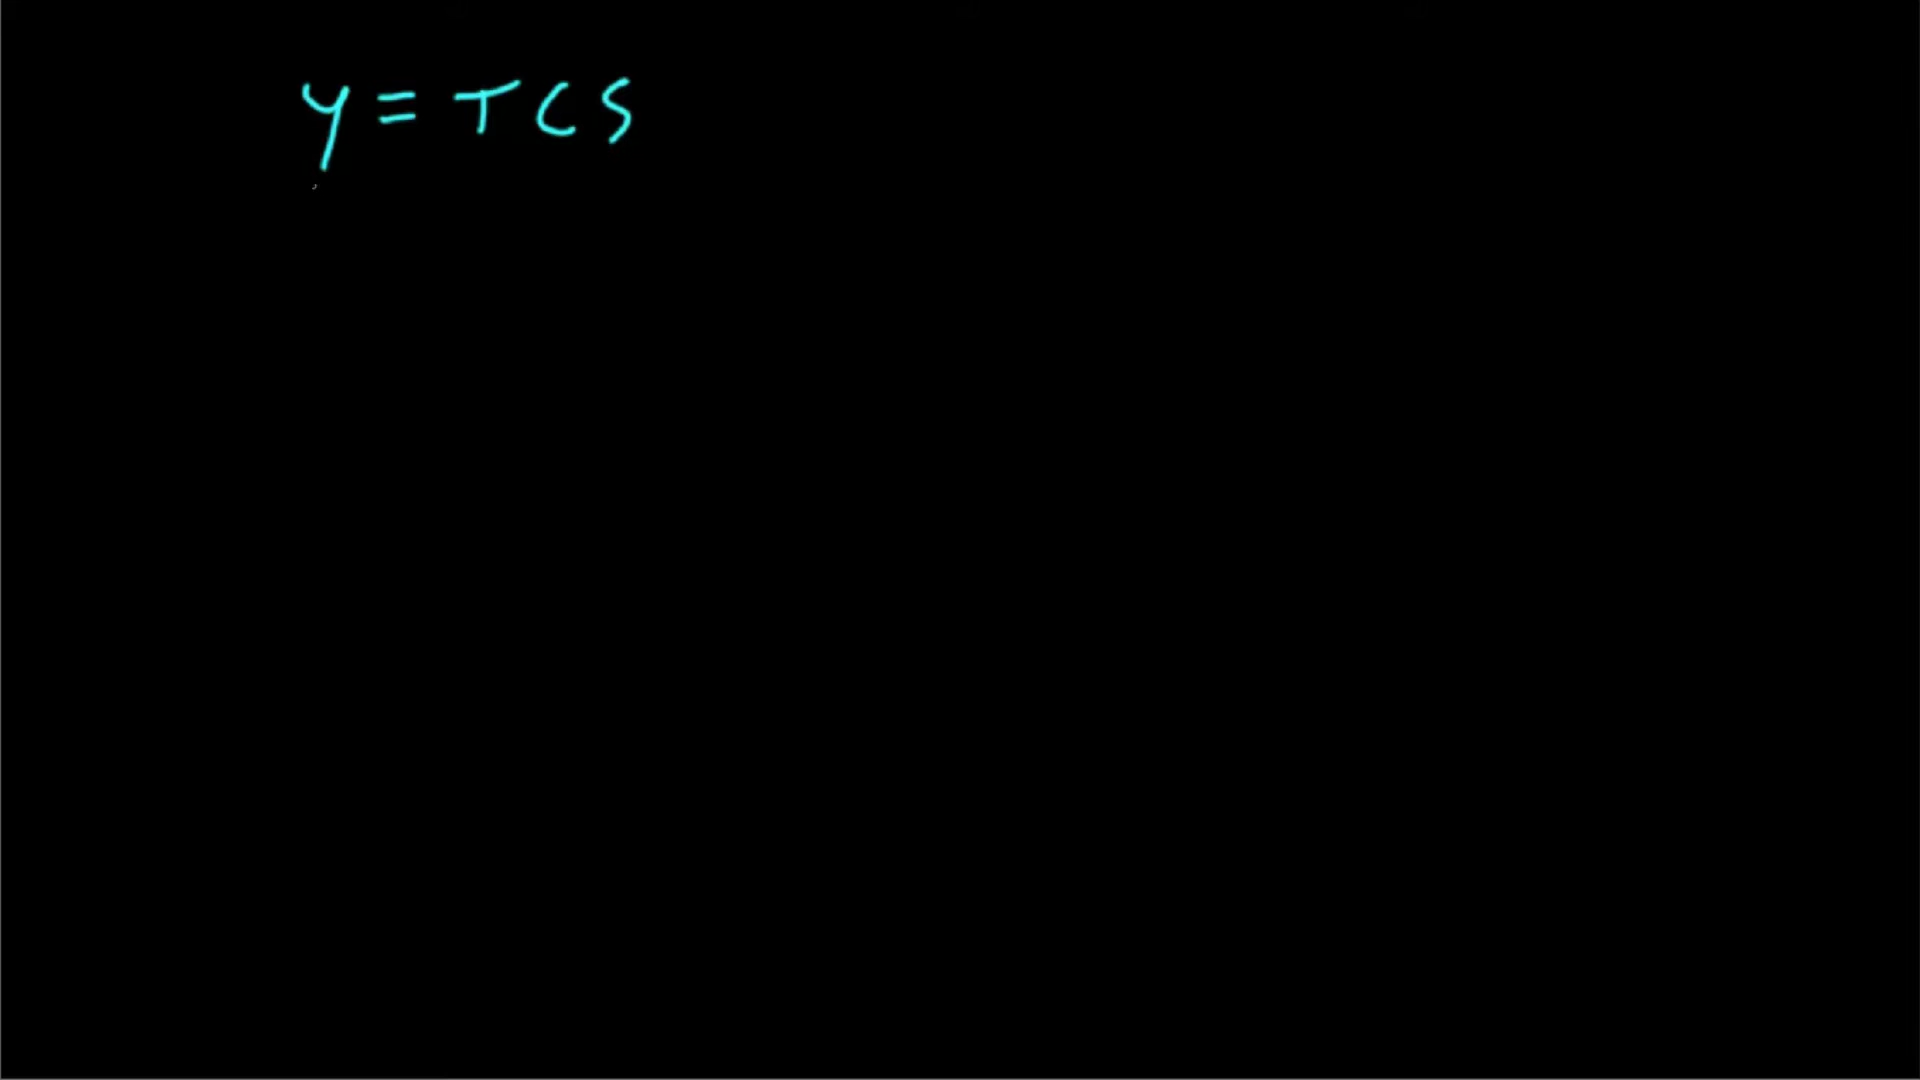 y = TCS